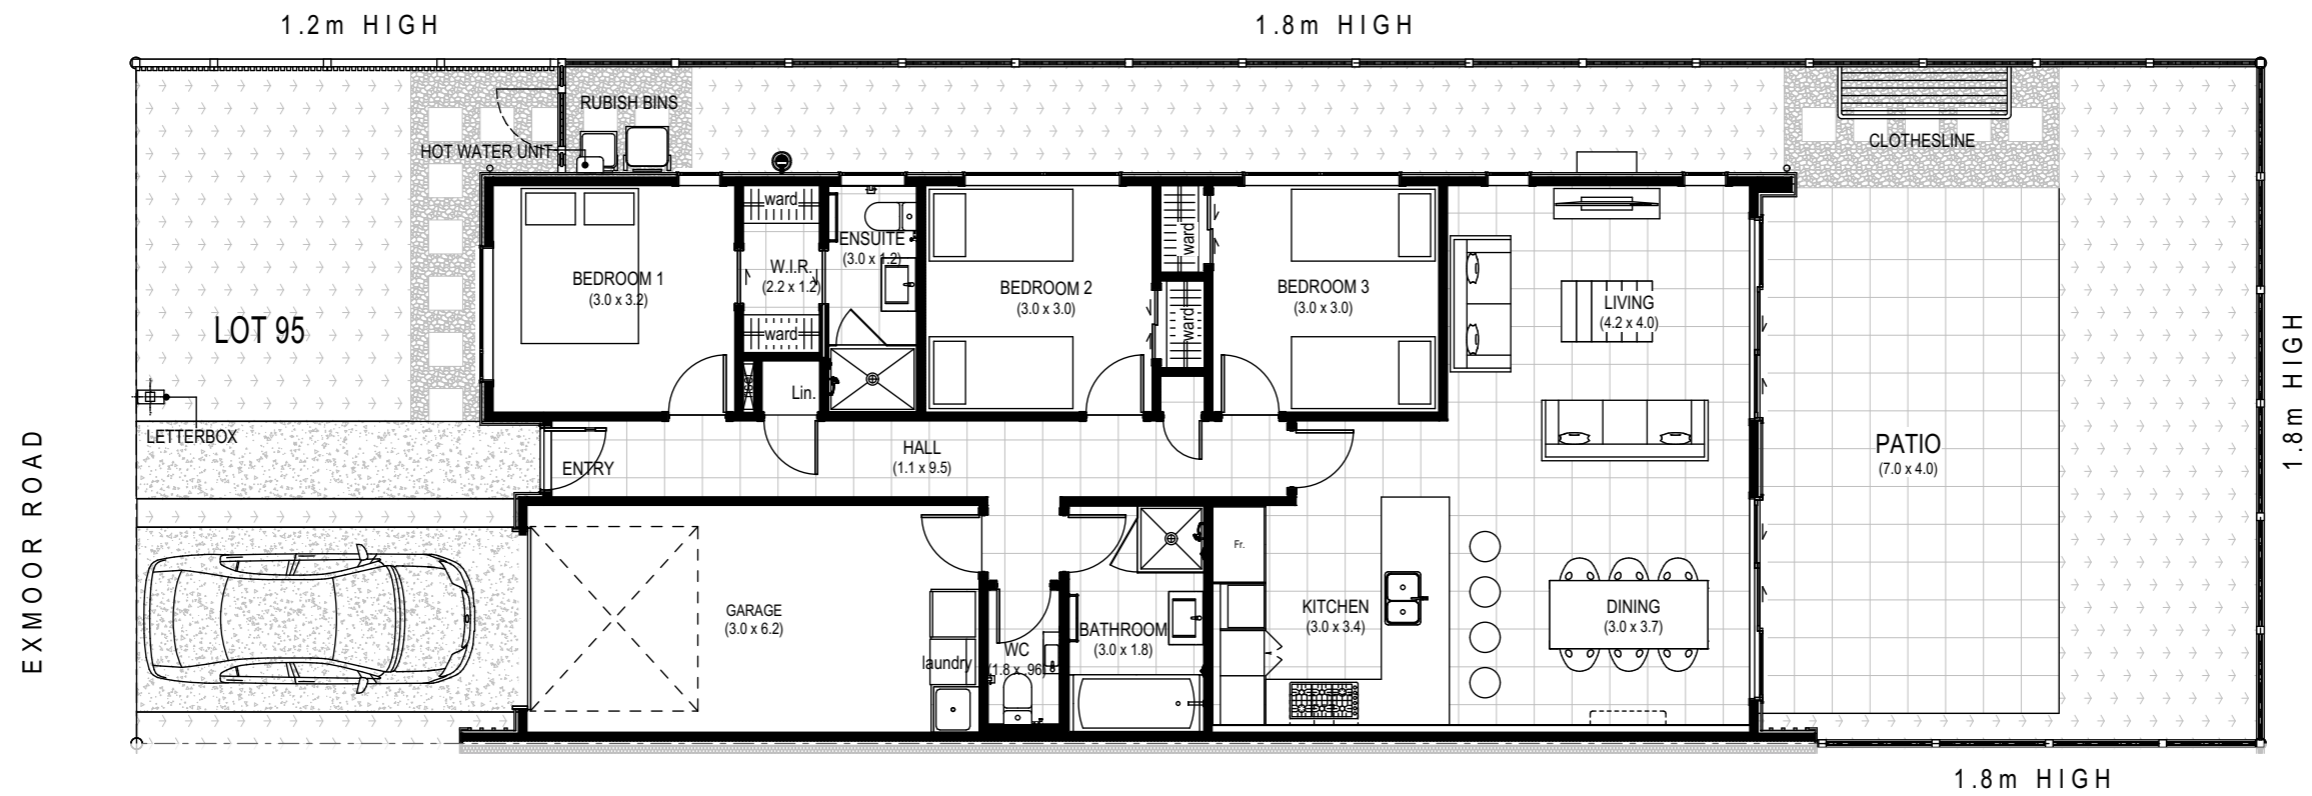 1.2m HIGH
1.8m HIGH
RUBISH BINS
HOT WATER UNIT
CLOTHESLINE
ward
ENSUITE
(3.0 x 1.2)
ward
BEDROOM 1
(3.0 x 3.2)
W.I.R.
(2.2 x 1.2)
BEDROOM 2
(3.0 x 3.0)
BEDROOM 3
(3.0 x 3.0)
LIVING
(4.2 x 4.0)
LOT 95
ward
ward
1.8m HIGH
Lin.
LETTERBOX
ENTRY
HALL
(1.1 x 9.5)
PATIO
(7.0 x 4.0)
EXMOOR ROAD
Fr.
GARAGE
(3.0 x 6.2)
KITCHEN
(3.0 x 3.4)
DINING
(3.0 x 3.7)
BATHROOM
(3.0 x 1.8)
laundry
WC
(1.8 x .96)
1.8m HIGH